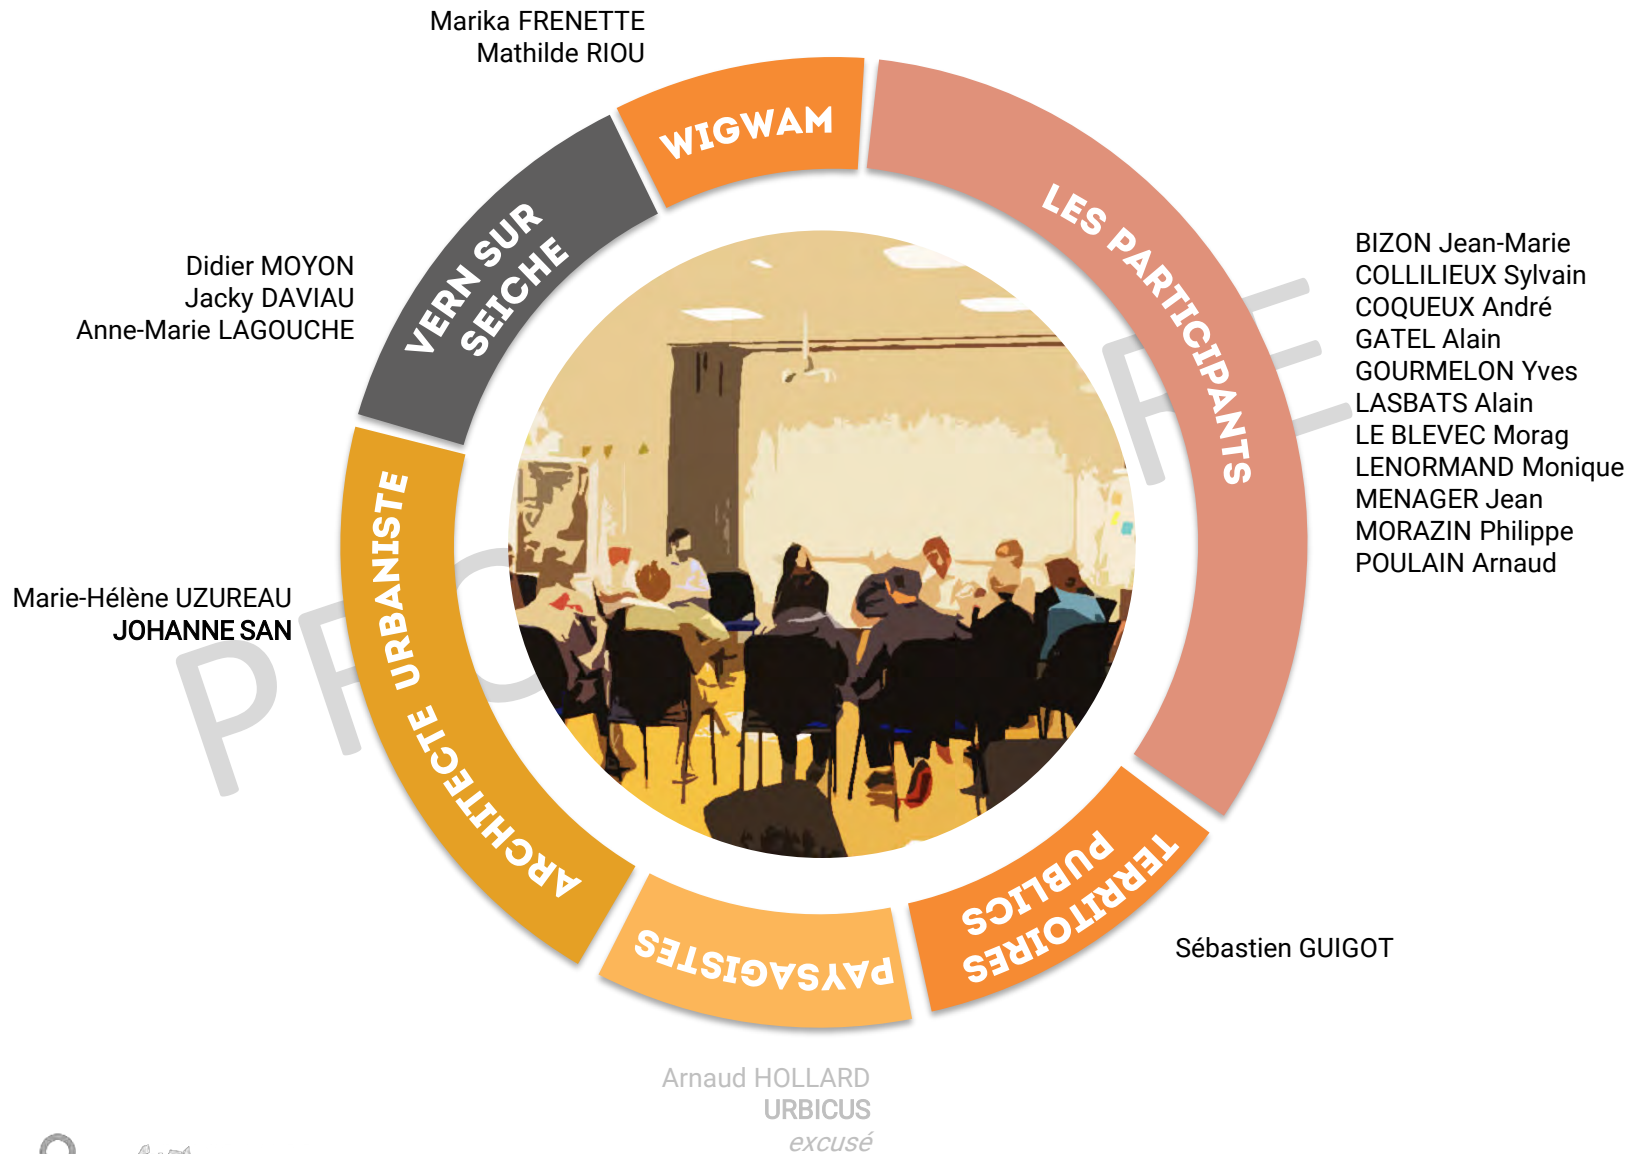 Marika FRENETTE
Mathilde RIOU
WIGWAM
LES PARTICIPANTS
VERN SUR
SEICHE
Didier MOYON
Jacky DAVIAU
Anne-Marie LAGOUCHE
BIZON Jean-Marie
COLLILIEUX Sylvain
COQUEUX André
GATEL Alain
GOURMELON Yves
LASBATS Alain
LE BLEVEC Morag
LENORMAND Monique
MENAGER Jean
MORAZIN Philippe
POULAIN Arnaud
ARCHITECTE URBANISTE
Marie-Hélène UZUREAU
JOHANNE SAN
TERRITOIRES
PUBLICS
Sébastien GUIGOT
PAYSAGISTES
Arnaud HOLLARD
URBICUS
excusé